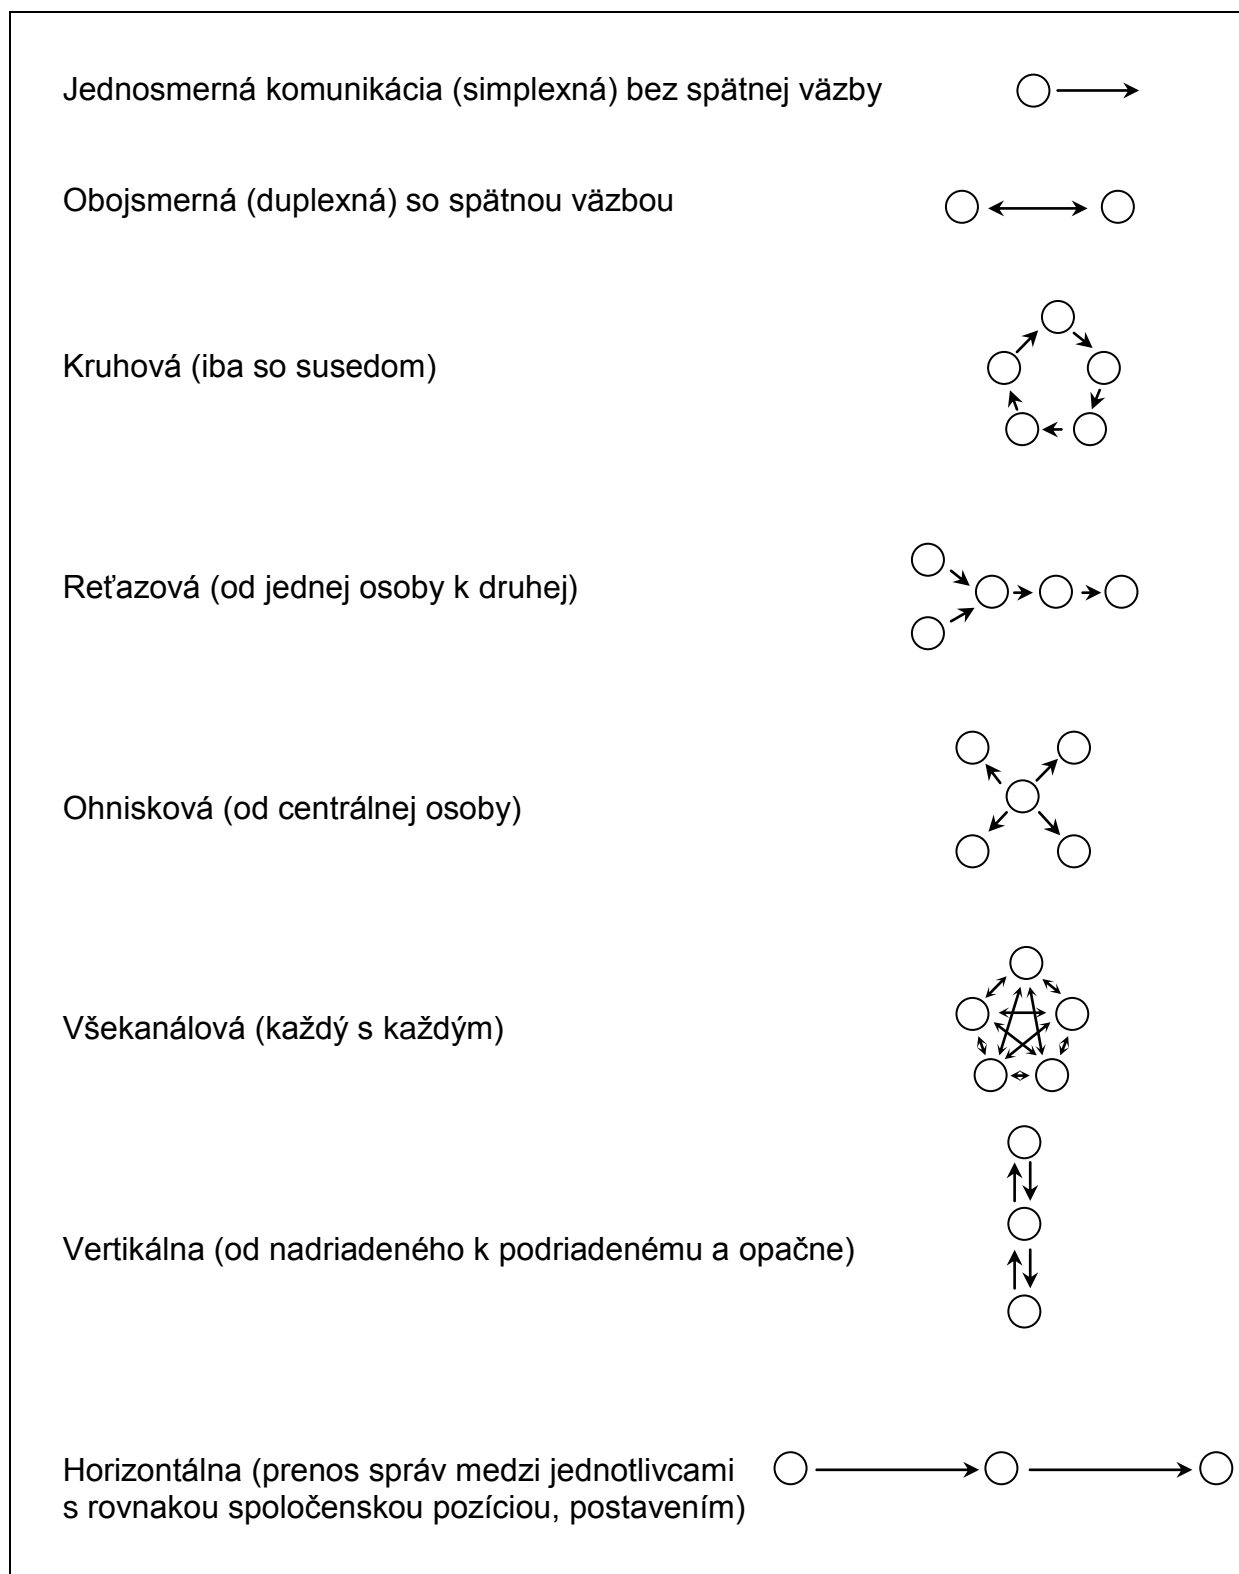 Jednosmerná komunikácia (simplexná) bez spätnej väzby
Obojsmerná (duplexná) so spätnou väzbou
Kruhová (iba so susedom)
Reťazová (od jednej osoby k druhej)
Ohnisková (od centrálnej osoby)
Všekanálová (každý s každým)
Vertikálna (od nadriadeného k podriadenému a opačne)
Horizontálna (prenos správ medzi jednotlivcami
s rovnakou spoločenskou pozíciou, postavením)